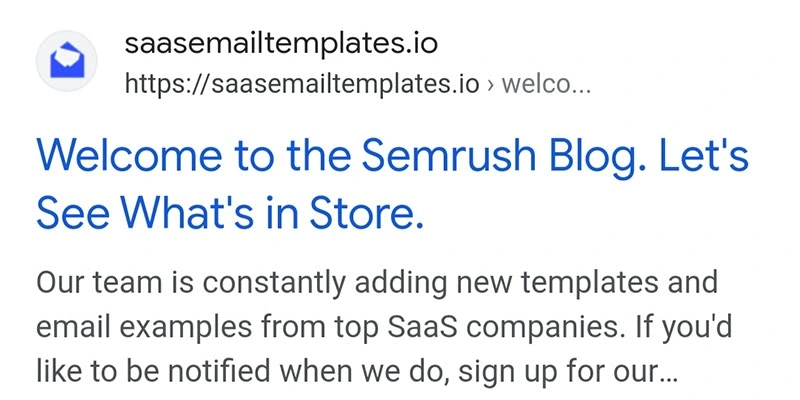 saasemailtemplates.io
https://saasemailtemplates.io › welco...
Welcome to the Semrush Blog. Let's
See What's in Store.
Our team is constantly adding new templates and
email examples from top SaaS companies. If you'd
like to be notified when we do, sign up for our...